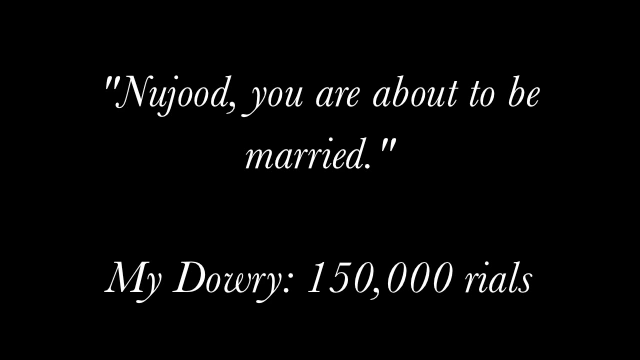 "Nujood, you are about to be
married."
My Dowry: 150,000 rials